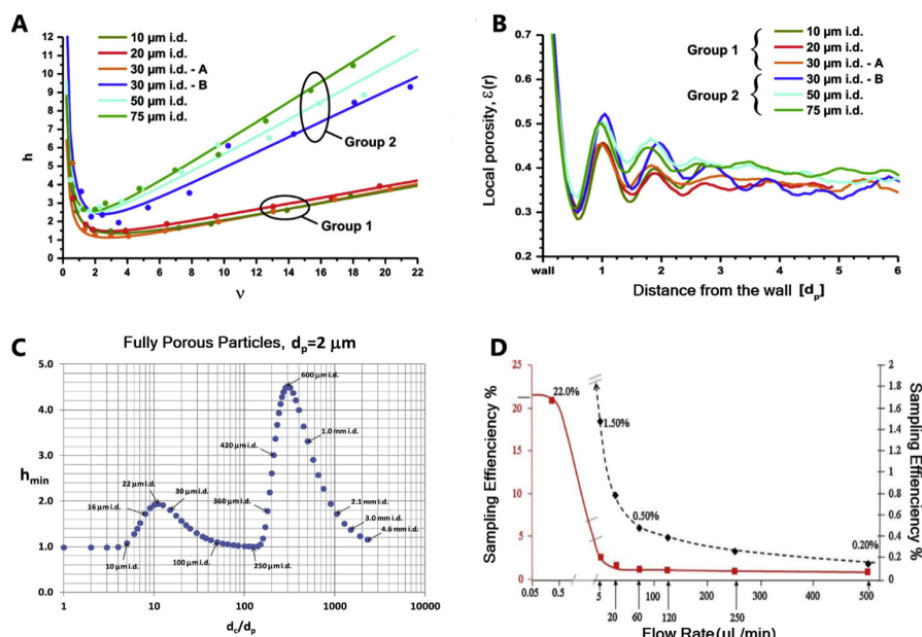 A
10 µm i.d.
20 µm i.d.
30 µm i.d. - A
30 µm i.d. - B
50 µm i.d.
75 µm i.d.
Group 2
Group 1
h
12
11
10
9
8
7
6
5
4
3
2
1
0
0 2 4 6 8 10 12 14 16 18 20 22
ν
B
Group 1
Group 2
10 µm i.d.
20 µm i.d.
30 µm i.d. - A
30 µm i.d. - B
50 µm i.d.
75 µm i.d.
Local porosity, ε(r)
0.7
0.6
0.5
0.4
0.3
0.2
wall 1 2 3 4 5 6
Distance from the wall [dp]
C
Fully Porous Particles, dp=2 µm
hmin
5.0
4.0
3.0
2.0
1.0
0.0
600 µm i.d.
420 µm i.d.
1.0 mm i.d.
360 µm i.d.
22 µm i.d.
30 µm i.d.
16 µm i.d.
2.1 mm i.d.
3.0 mm i.d.
4.6 mm i.d.
10 µm i.d.
100 µm i.d.
250 µm i.d.
1 10 100 1000 10000
dc/dp
D
Sampling Effiency %
25
20
15
10
5
0
22.0%
1.50%
0.50%
0.20%
2
1.8
1.6
1.4
1.2
1
0.8
0.6
0.4
0.2
0
Sampling Effeciency %
0.05 0.5 5 100 200 300 400 500
20 60 120 250 500
Flow Rate(uL/min)